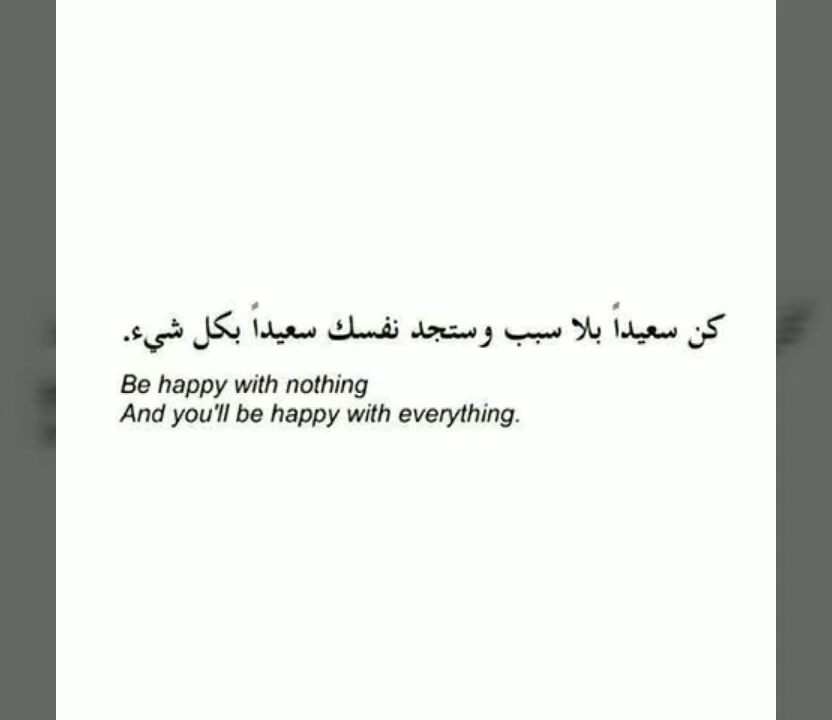 كن سعيداً بلا سبب وستجد نفسك سعيداً بكل شيء.
Be happy with nothing
And you'll be happy with everything.